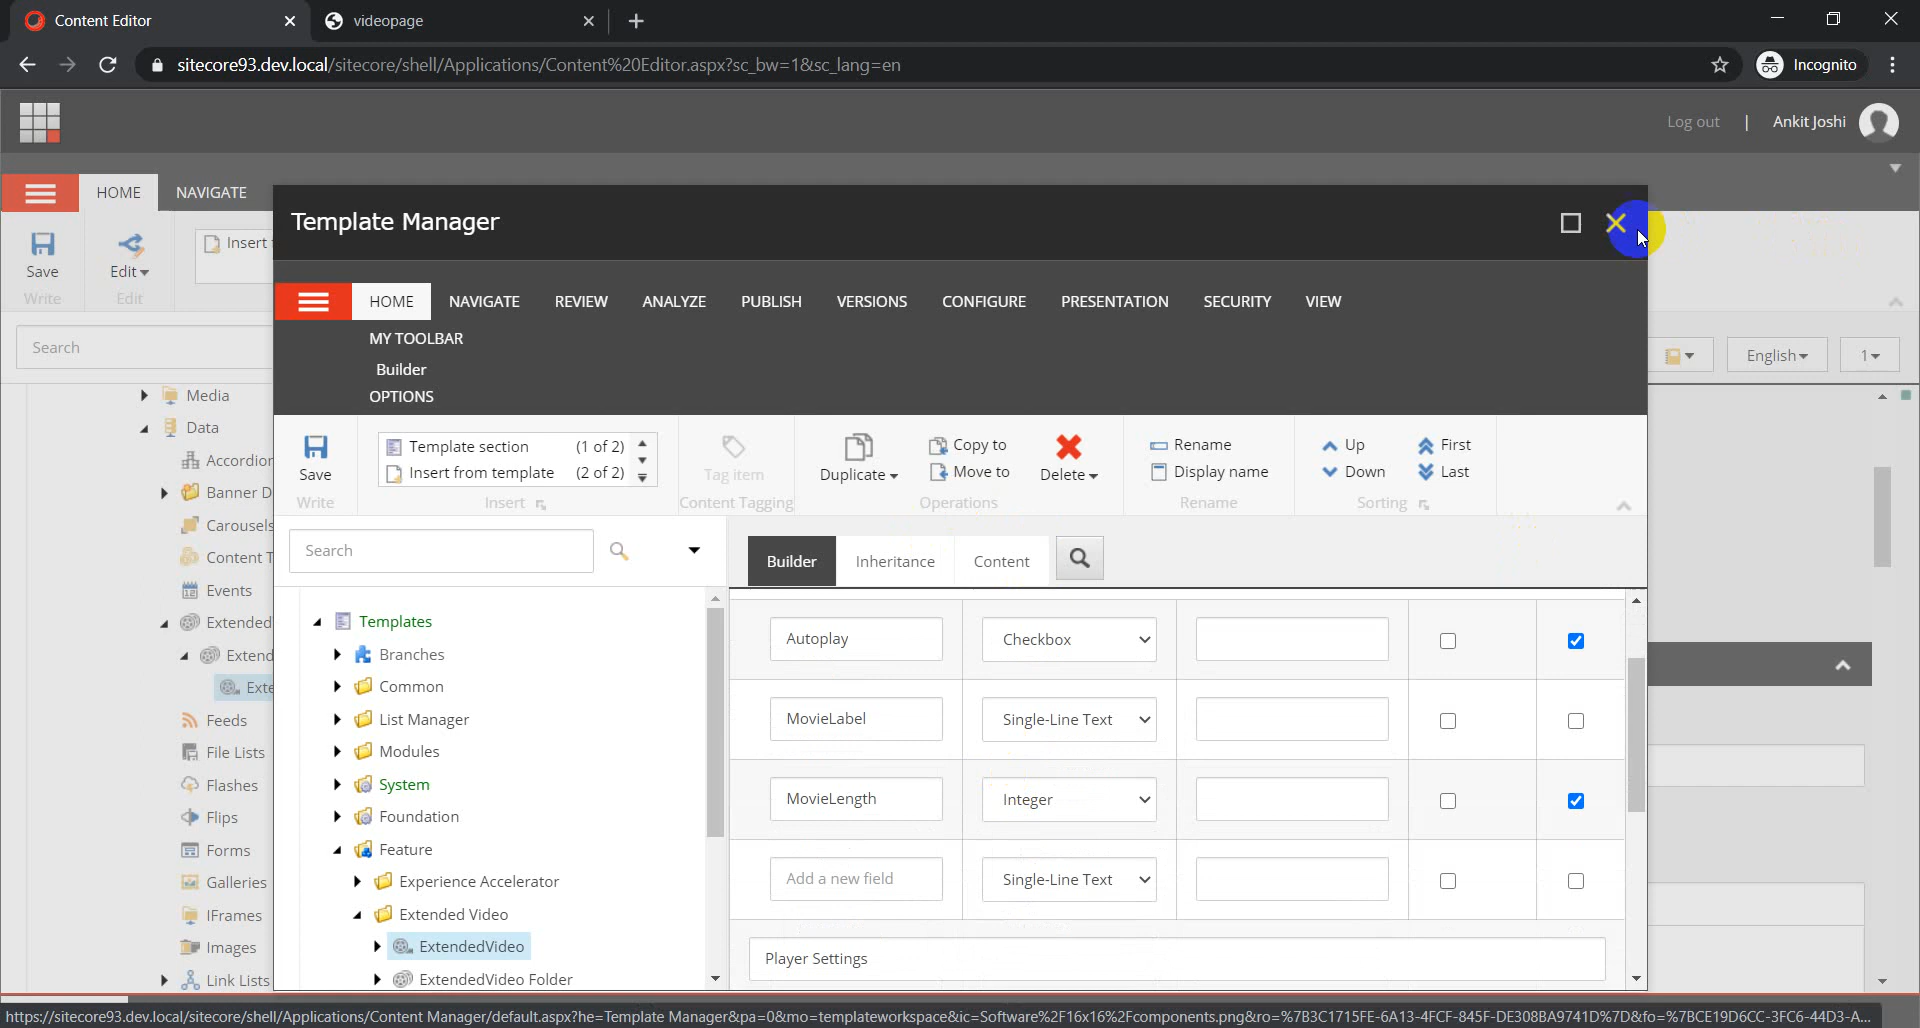 Content Editor
videopage
sitecore93.dev.local/sitecore/shell/Applications/Content%20Editor.aspx?sc_bw=1&sc_lang=en
Incognito
Log out | Ankit Joshi
HOME NAVIGATE
Save
Write
Edit
Edit
Insert
Search
English
1
Media
Data
Accordion
Banner D
Carousels
Content T
Events
Extended
Extend
Exte
Feeds
File Lists
Flashes
Flips
Forms
Galleries
IFrames
Images
Link Lists
Template Manager
HOME NAVIGATE REVIEW ANALYZE PUBLISH VERSIONS CONFIGURE PRESENTATION SECURITY VIEW
MY TOOLBAR
Builder
OPTIONS
Save
Write
Template section (1 of 2)
Insert from template (2 of 2)
Insert
Tag item
Content Tagging
Duplicate
Copy to
Move to
Delete
Operations
Rename
Display name
Rename
Up First
Down Last
Sorting
Search
Builder Inheritance Content
Templates
Branches
Common
List Manager
Modules
System
Foundation
Feature
Experience Accelerator
Extended Video
ExtendedVideo
ExtendedVideo Folder
Autoplay Checkbox
MovieLabel Single-Line Text
MovieLength Integer
Add a new field Single-Line Text
Player Settings
https://sitecore93.dev.local/sitecore/shell/Applications/Content Manager/default.aspx?he=Template Manager&pa=0&mo=templateworkspace&ic=Software%2F16x16%2Fcomponents.png&ro=%7B3C1715FE-6A13-4FCF-845F-DE308BA9741D%7D&fo=%7BCE19D6CC-3FC6-44D3-A...